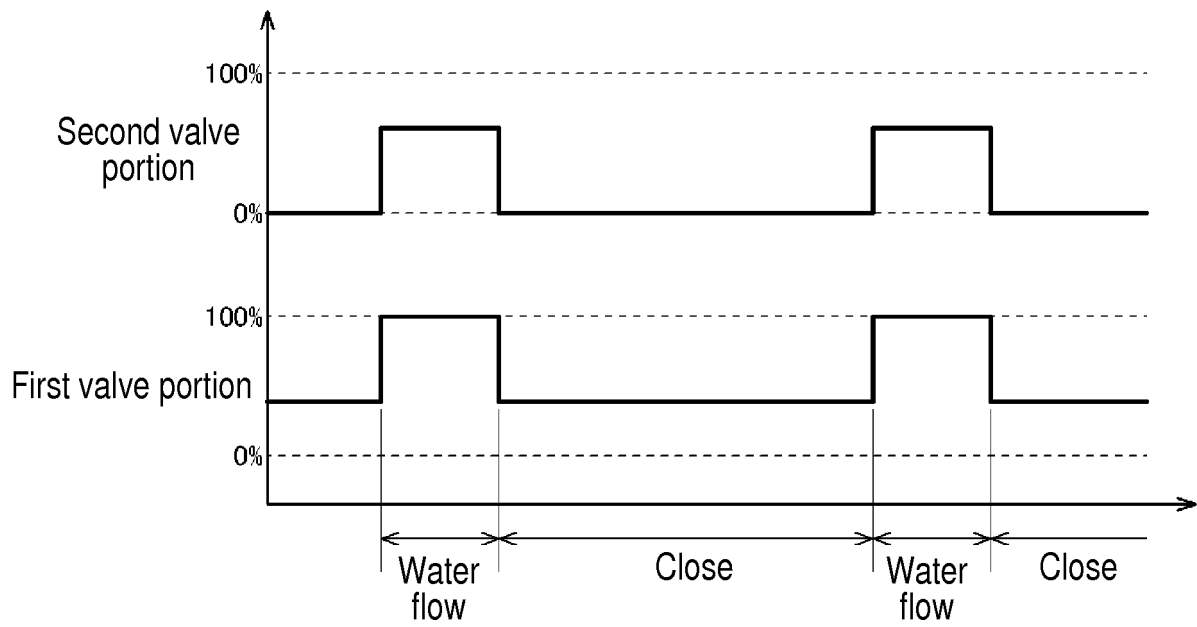 100%
Second valve
portion
0%
100%
First valve portion
0%
Water
flow
Close
Water
flow
Close